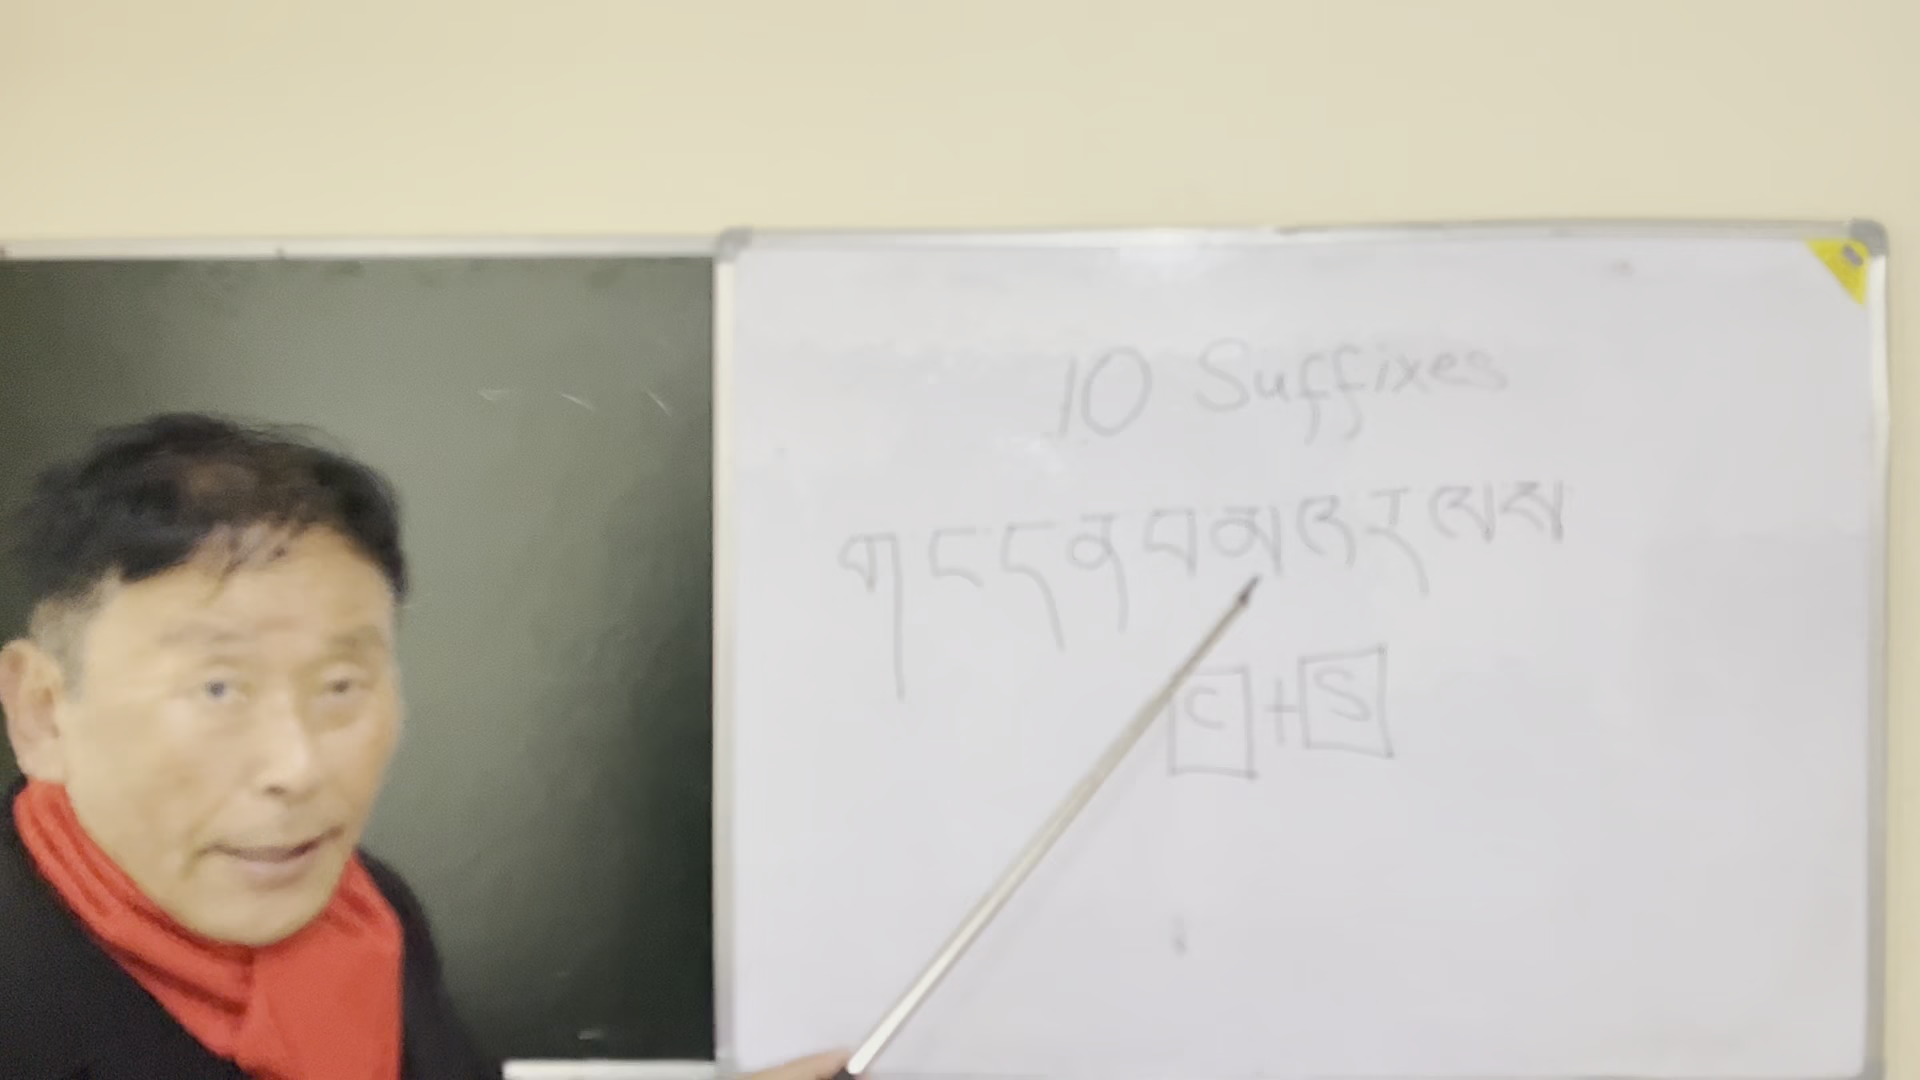 10 Suffixes
ག ང ད ན བ མ འ ར ལ ས
C + S